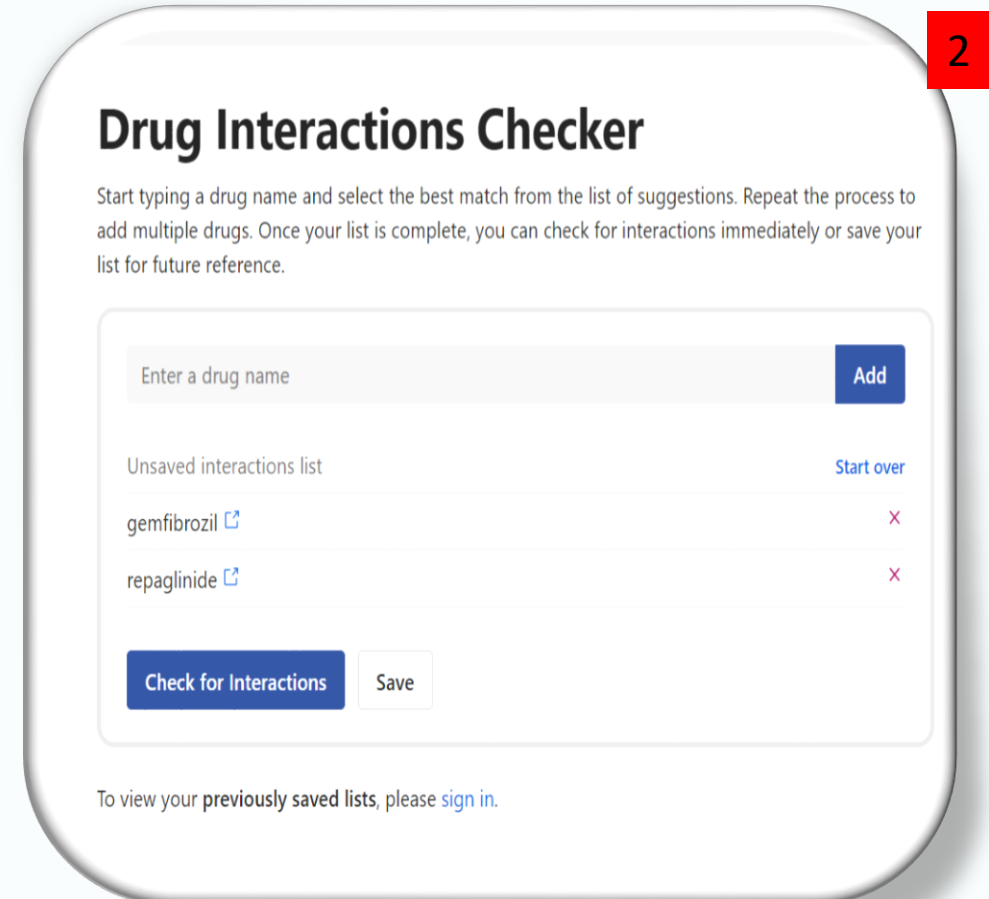 2
Drug Interactions Checker
Start typing a drug name and select the best match from the list of suggestions. Repeat the process to
add multiple drugs. Once your list is complete, you can check for interactions immediately or save your
list for future reference.
Enter a drug name
Add
Unsaved interactions list
Start over
gemfibrozil
X
repaglinide
X
Check for Interactions
Save
To view your previously saved lists, please sign in.